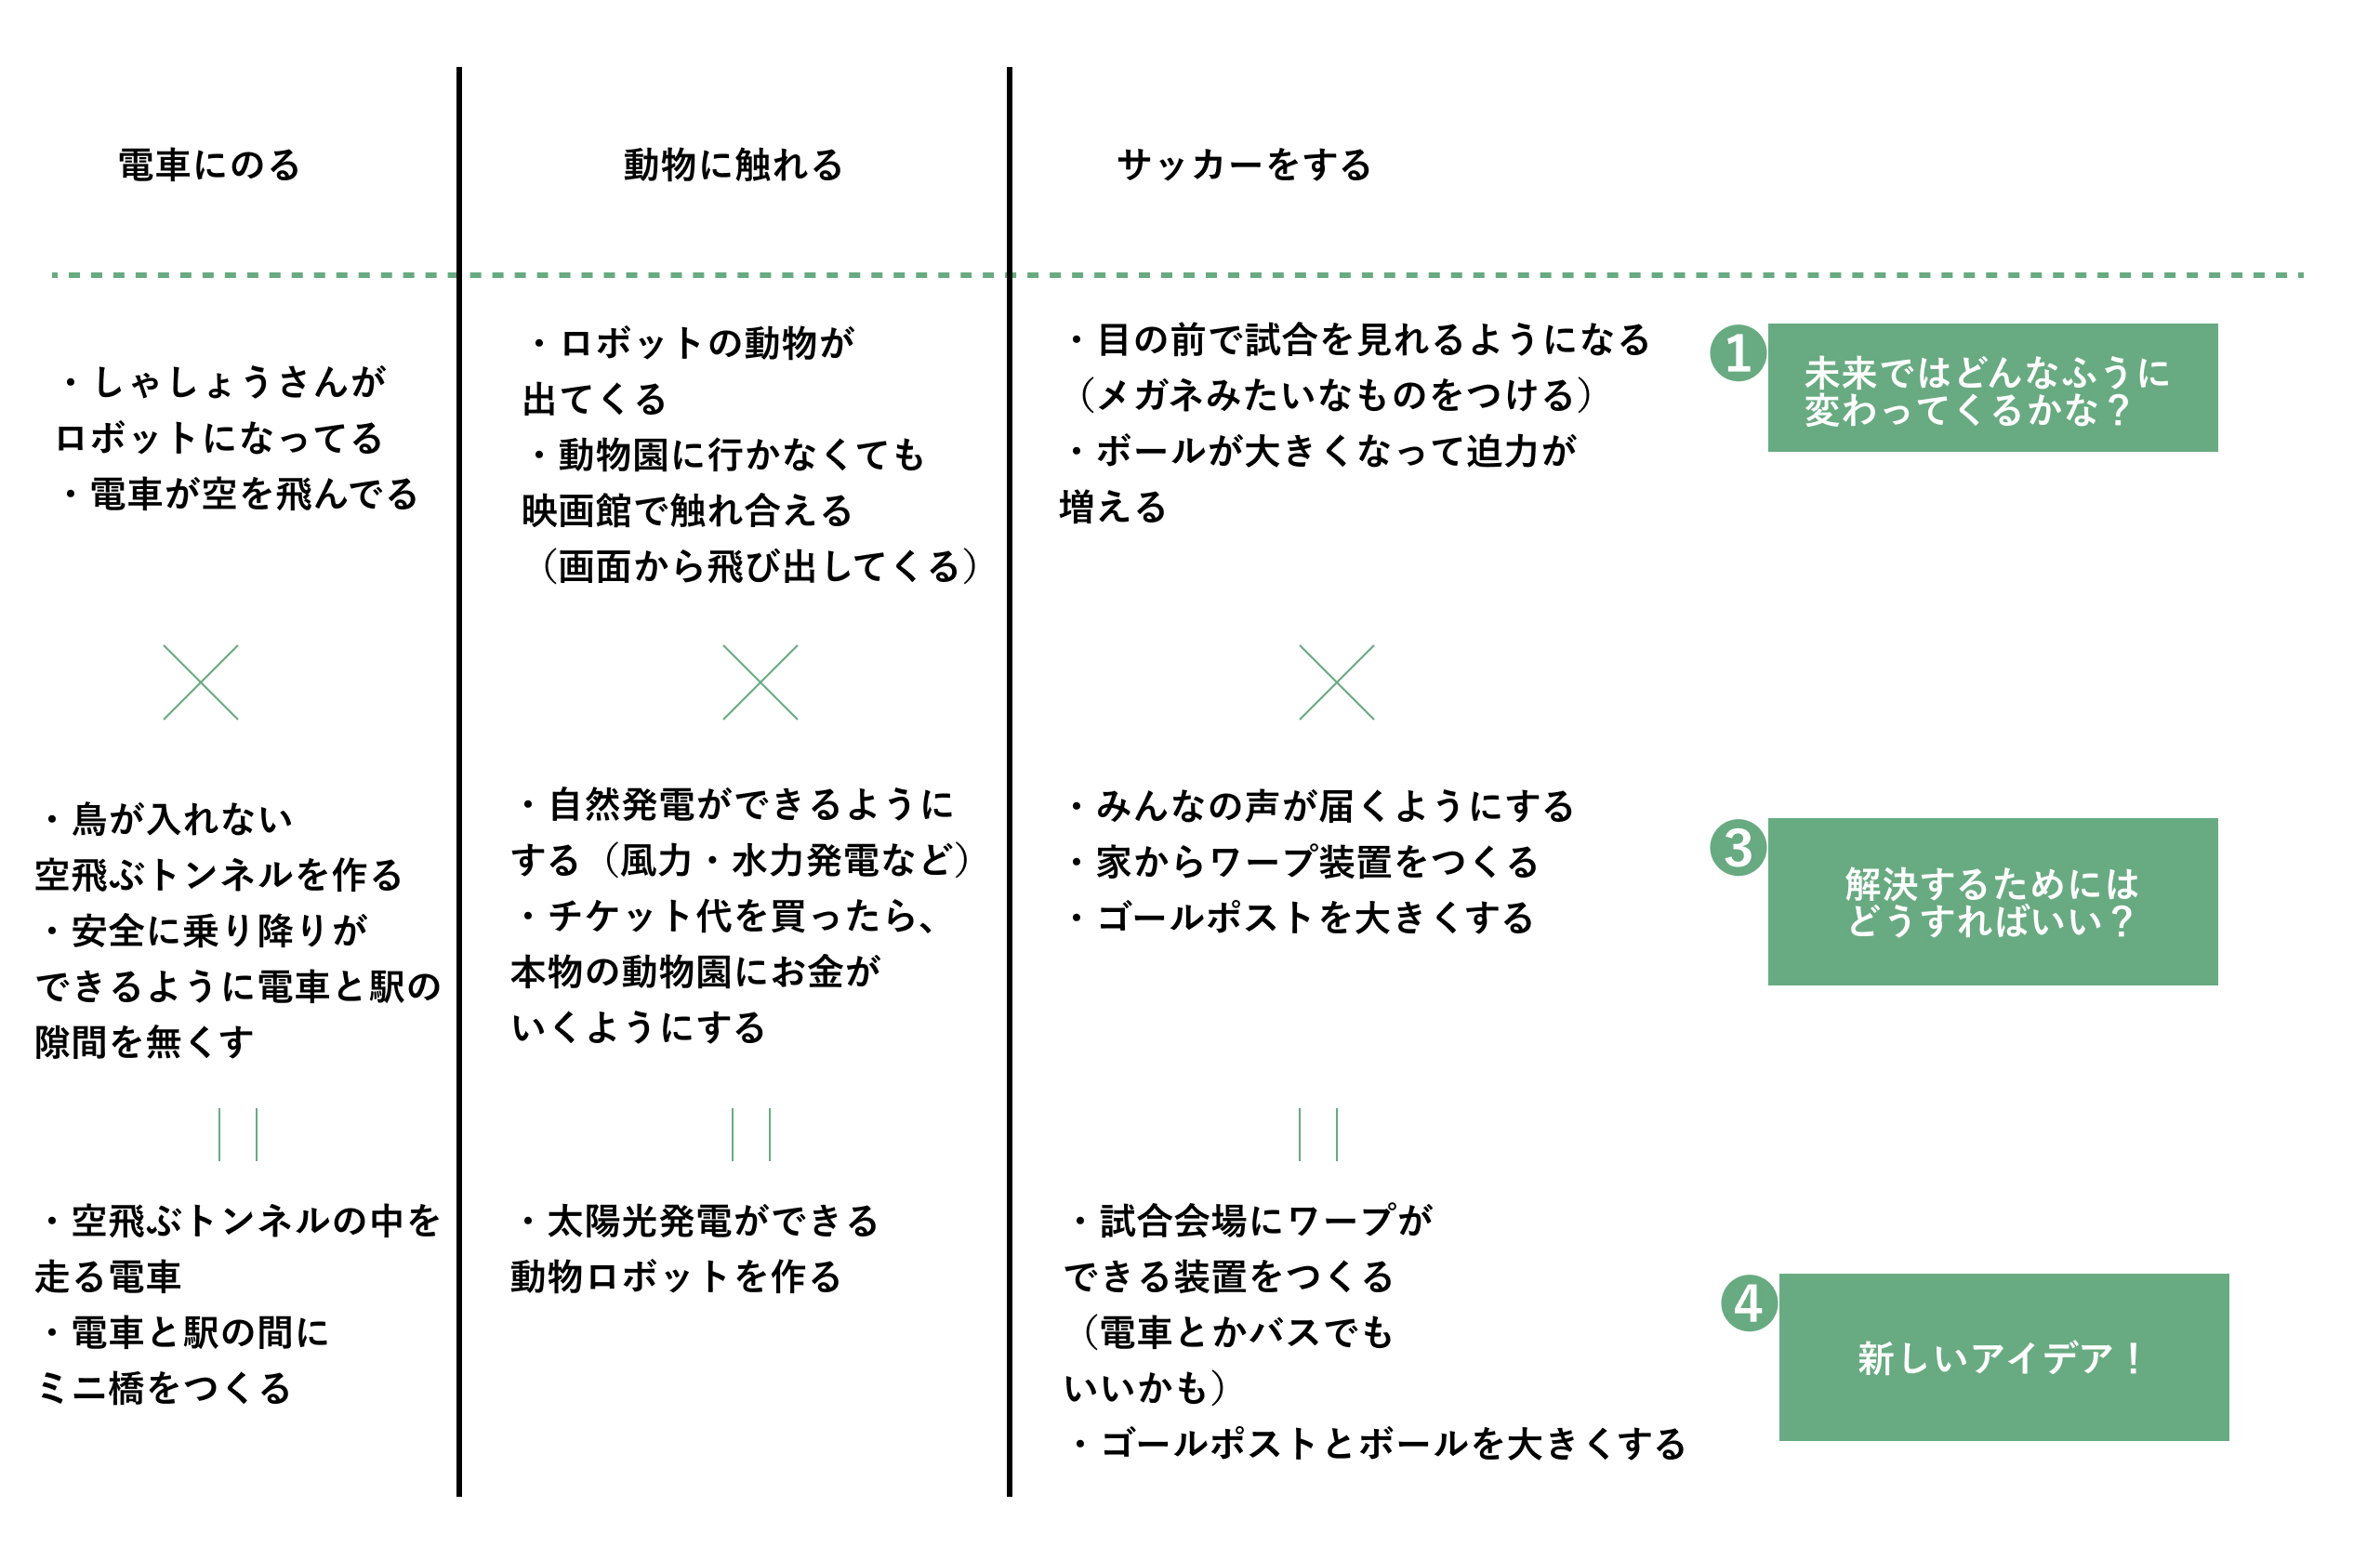 電車にのる
動物に触れる
サッカーをする
・しゃしょうさんが
ロボットになってる
・電車が空を飛んでる
・ロボットの動物が
出てくる
・動物園に行かなくても
映画館で触れ合える
（画面から飛び出してくる）
・目の前で試合を見れるようになる
（メガネみたいなものをつける）
・ボールが大きくなって迫力が
増える
1
未来ではどんなふうに
変わってくるかな？
・鳥が入れない
空飛ぶトンネルを作る
・安全に乗り降りが
できるように電車と駅の
隙間を無くす
・自然発電ができるように
する（風力・水力発電など）
・チケット代を買ったら、
本物の動物園にお金が
いくようにする
・みんなの声が届くようにする
・家からワープ装置をつくる
・ゴールポストを大きくする
3
解決するためには
どうすればいい？
・空飛ぶトンネルの中を
走る電車
・電車と駅の間に
ミニ橋をつくる
・太陽光発電ができる
動物ロボットを作る
・試合会場にワープが
できる装置をつくる
（電車とかバスでも
いいかも）
・ゴールポストとボールを大きくする
4
新しいアイデア！